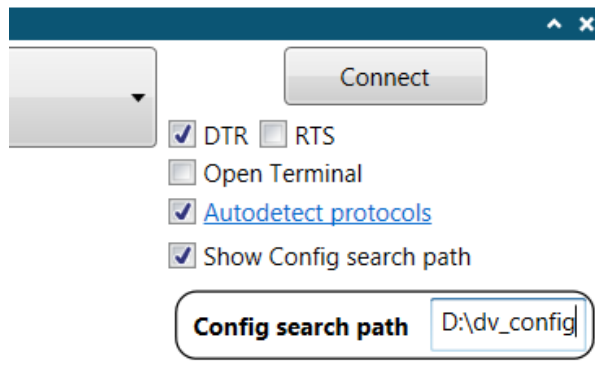 Connect
DTR RTS
Open Terminal
Autodetect protocols
Show Config search path
Config search path D:\dv_config